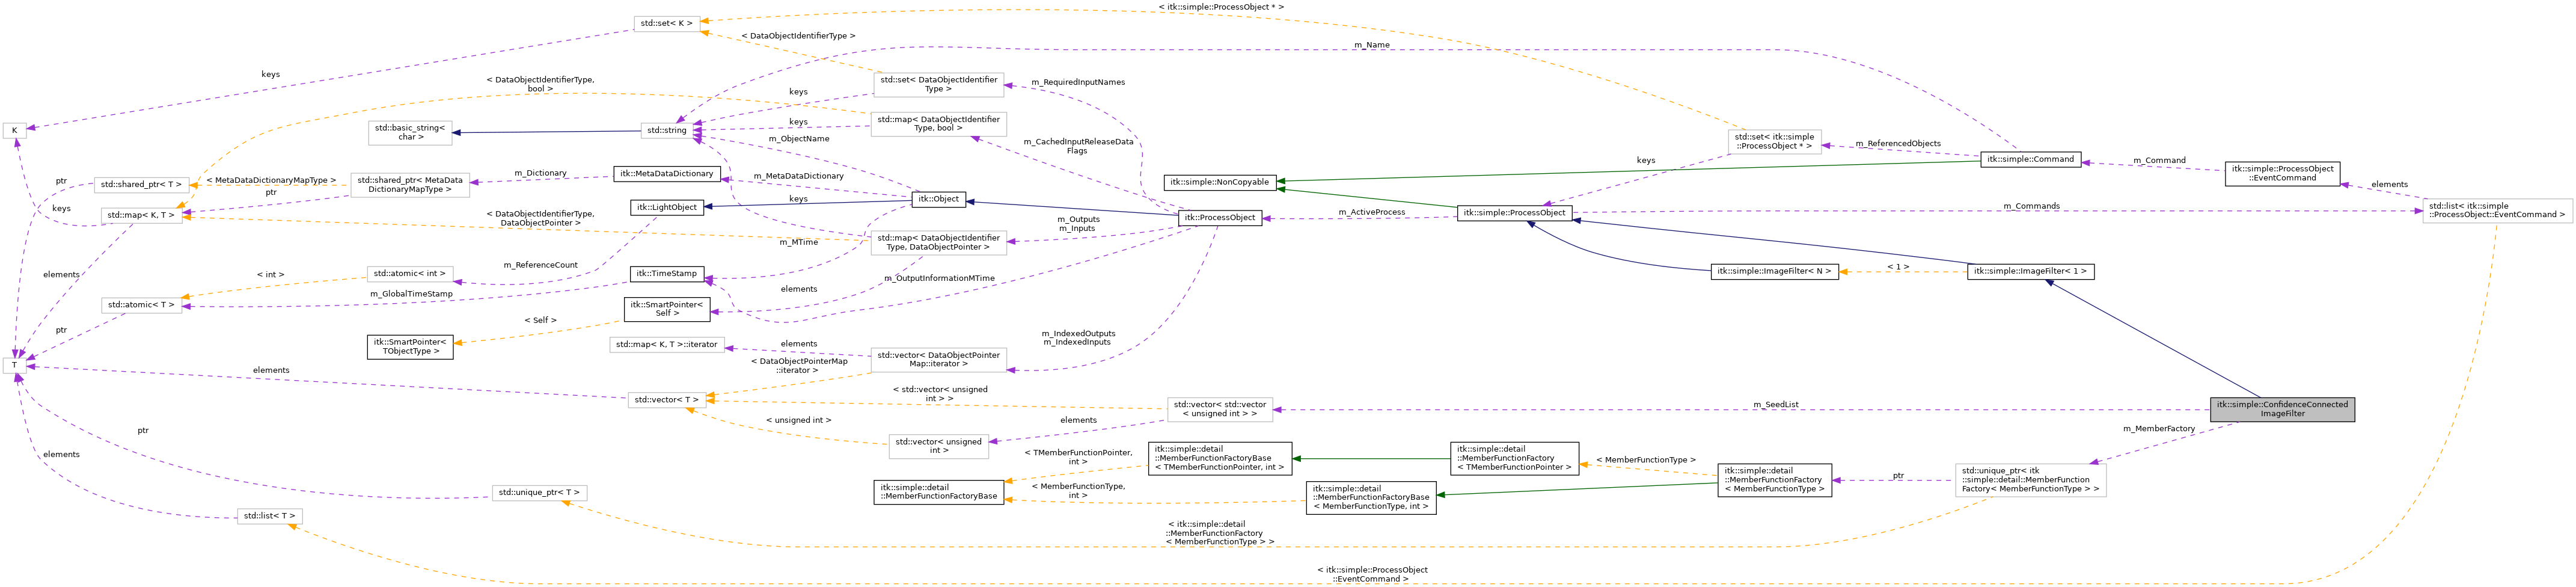 < itk::simple::ProcessObject * >
std::set< K >
< DataObjectIdentifierType >
m_Name
keys
< DataObjectIdentifierType,
bool >
std::set< DataObjectIdentifier
Type >
m_RequiredInputNames
keys
K
std::basic_string<
char >
std::string
keys
std::map< DataObjectIdentifier
Type, bool >
m_ObjectName
m_CachedInputReleaseData
Flags
std::set< itk::simple
::ProcessObject * >
m_ReferencedObjects
keys
itk::simple::Command
m_Command
itk::simple::ProcessObject
::EventCommand
elements
std::list< itk::simple
::ProcessObject::EventCommand >
ptr
std::shared_ptr< T >
< MetaDataDictionaryMapType >
ptr
std::shared_ptr< MetaData
DictionaryMapType >
m_Dictionary
itk::MetaDataDictionary
m_MetaDataDictionary
itk::simple::NonCopyable
keys
std::map< K, T >
< DataObjectIdentifierType,
DataObjectPointer >
itk::LightObject
keys
itk::Object
m_Outputs
m_Inputs
itk::ProcessObject
m_ActiveProcess
itk::simple::ProcessObject
m_Commands
std::map< DataObjectIdentifier
Type, DataObjectPointer >
m_MTime
elements
< int >
std::atomic< int >
m_ReferenceCount
itk::TimeStamp
m_OutputInformationMTime
itk::simple::ImageFilter< N >
< 1 >
itk::simple::ImageFilter< 1 >
std::atomic< T >
m_GlobalTimeStamp
elements
itk::SmartPointer<
Self >
ptr
< Self >
itk::SmartPointer<
TObjectType >
std::map< K, T >::iterator
elements
m_IndexedOutputs
m_IndexedInputs
std::vector< DataObjectPointer
Map::iterator >
< DataObjectPointerMap
::iterator >
T
elements
std::vector< T >
< std::vector< unsigned
int > >
std::vector< std::vector
< unsigned int > >
m_SeedList
itk::simple::ConfidenceConnected
ImageFilter
< unsigned int >
std::vector< unsigned
int >
elements
m_MemberFactory
ptr
elements
< TMemberFunctionPointer,
int >
itk::simple::detail
::MemberFunctionFactoryBase
< TMemberFunctionPointer, int >
itk::simple::detail
::MemberFunctionFactory
< TMemberFunctionPointer >
< MemberFunctionType >
itk::simple::detail
::MemberFunctionFactory
< MemberFunctionType >
ptr
std::unique_ptr< itk
::simple::detail::MemberFunction
Factory< MemberFunctionType > >
std::unique_ptr< T >
itk::simple::detail
::MemberFunctionFactoryBase
< MemberFunctionType,
int >
itk::simple::detail
::MemberFunctionFactoryBase
< MemberFunctionType, int >
std::list< T >
< itk::simple::detail
::MemberFunctionFactory
< MemberFunctionType > >
< itk::simple::ProcessObject
::EventCommand >